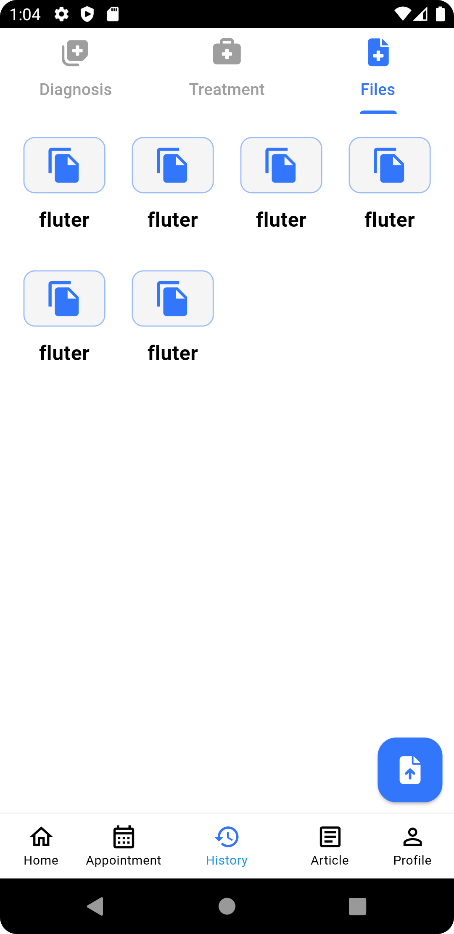 1:04
Diagnosis Treatment Files
fluter fluter fluter fluter
fluter fluter
Home Appointment History Article Profile